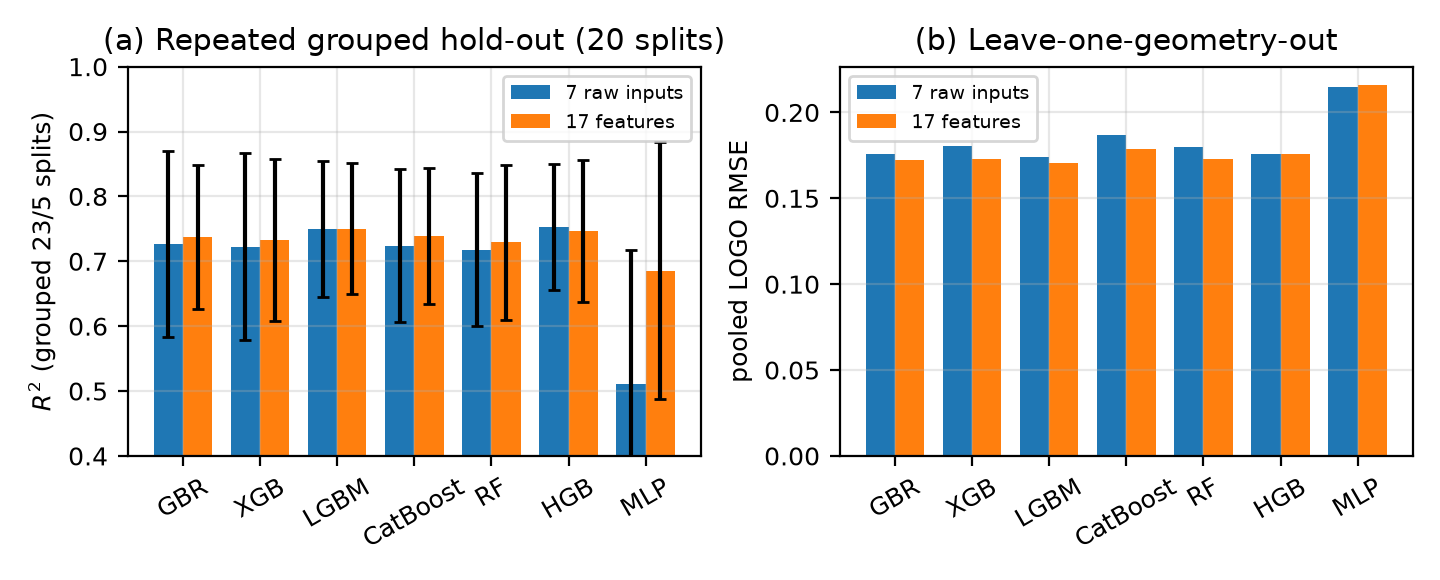 (a) Repeated grouped hold-out (20 splits)
R² (grouped 23/5 splits)
1.0
0.9
0.8
0.7
0.6
0.5
0.4
7 raw inputs
17 features
GBR
XGB
LGBM
CatBoost
RF
HGB
MLP
(b) Leave-one-geometry-out
pooled LOGO RMSE
0.20
0.15
0.10
0.05
0.00
7 raw inputs
17 features
GBR
XGB
LGBM
CatBoost
RF
HGB
MLP